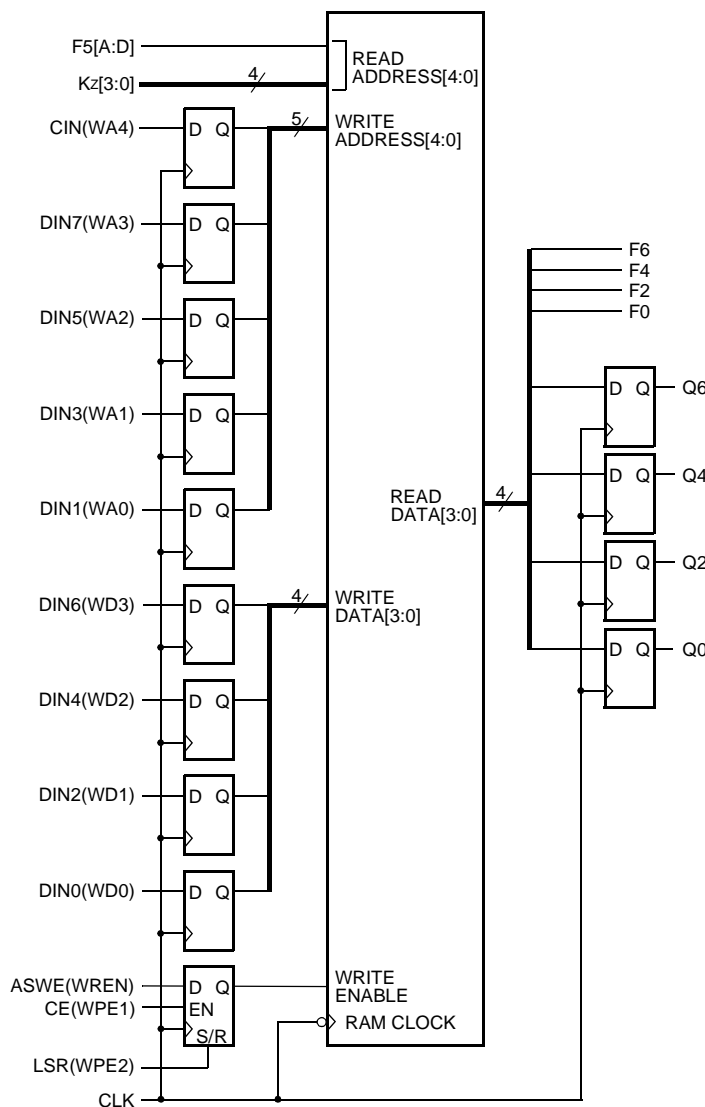 F5[A:D]
KZ[3:0]
4
READ
ADDRESS[4:0]
CIN(WA4)
D Q
5
WRITE
ADDRESS[4:0]
DIN7(WA3)
D Q
DIN5(WA2)
D Q
DIN3(WA1)
D Q
DIN1(WA0)
D Q
DIN6(WD3)
D Q
4
WRITE
DATA[3:0]
DIN4(WD2)
D Q
DIN2(WD1)
D Q
DIN0(WD0)
D Q
ASWE(WREN)
D Q
CE(WPE1)
EN
S/R
LSR(WPE2)
CLK
WRITE
ENABLE
RAM CLOCK
READ
DATA[3:0]
4
F6
F4
F2
F0
D Q
Q6
D Q
Q4
D Q
Q2
D Q
Q0